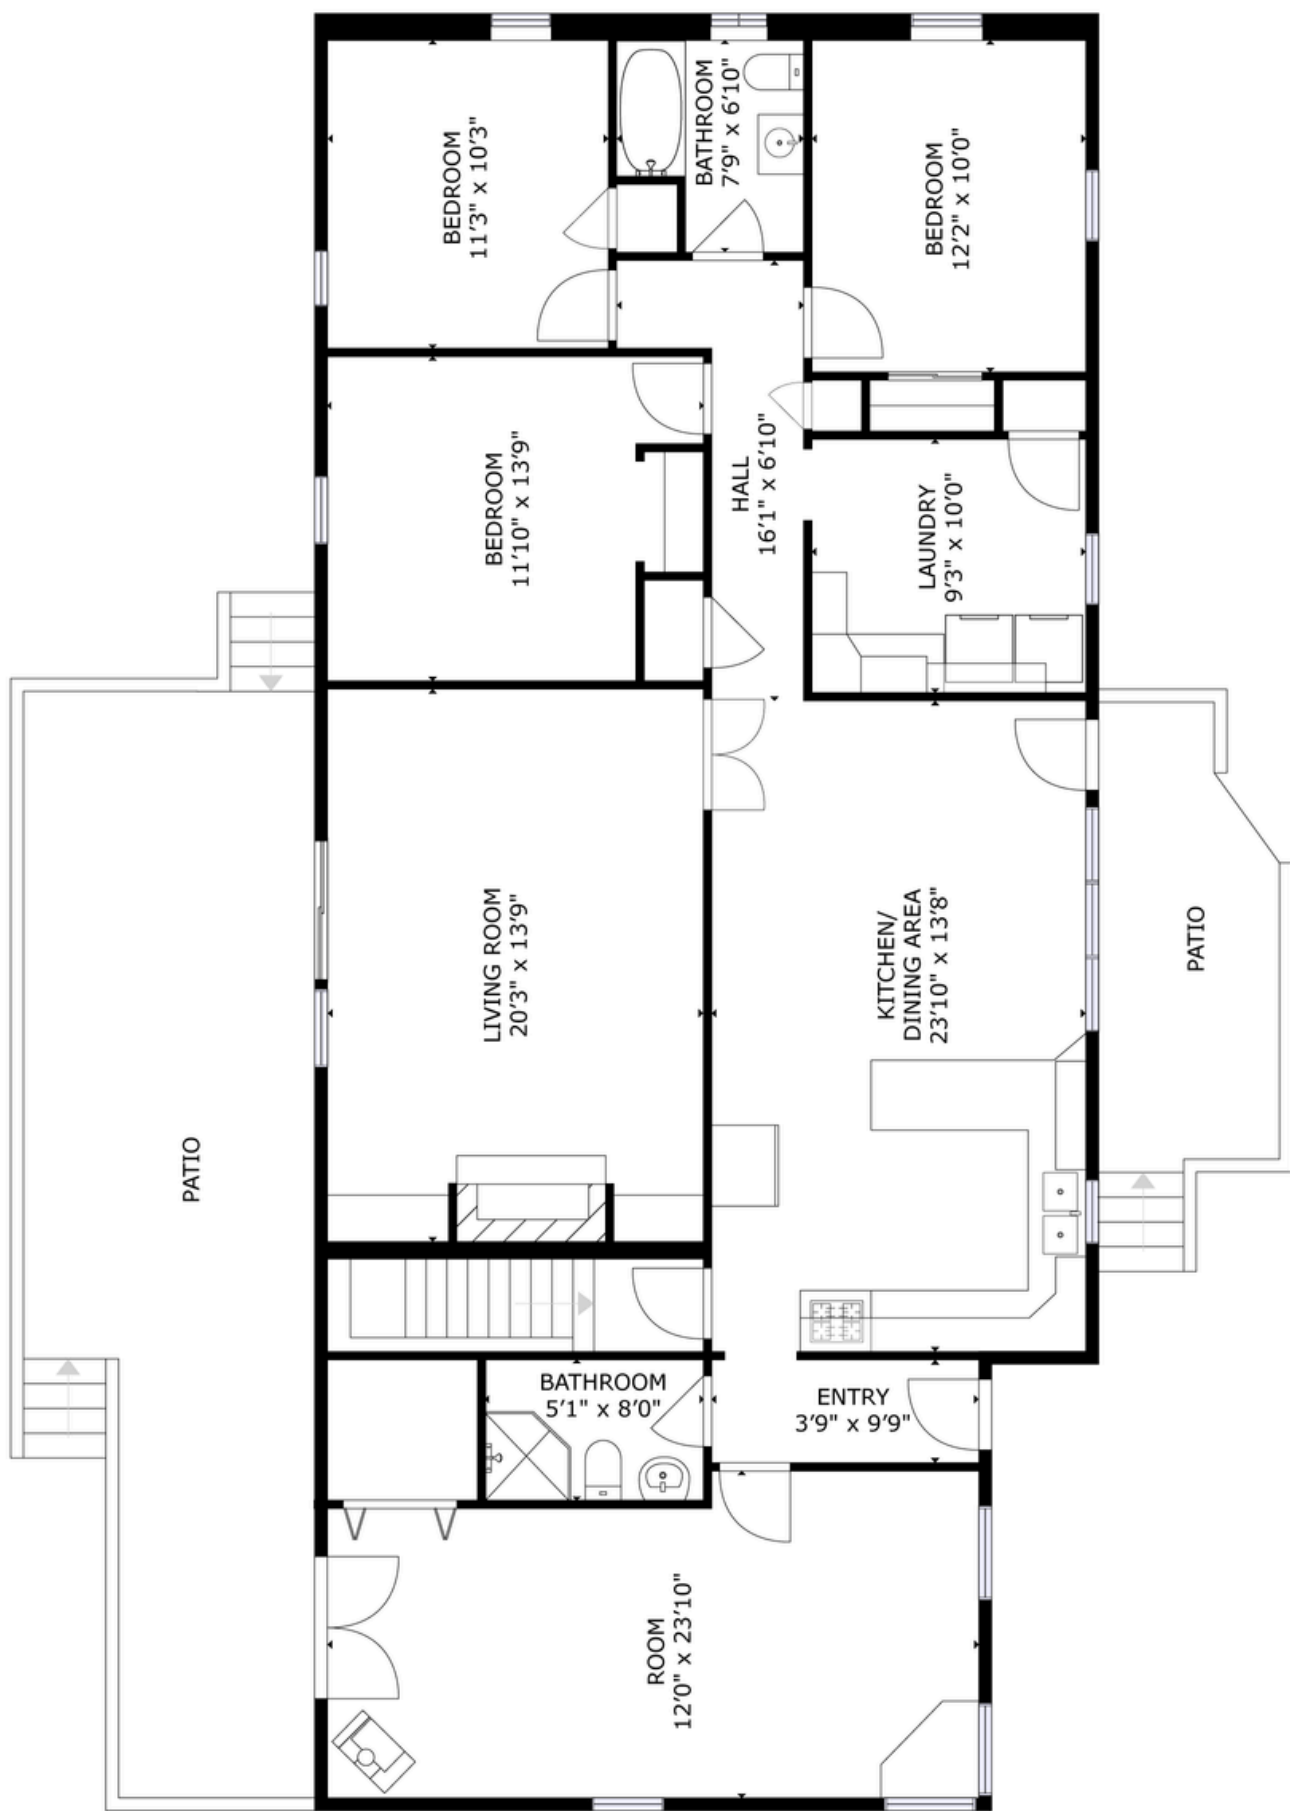 BEDROOM
11'3" x 10'3"
BATHROOM
7'9" x 6'10"
BEDROOM
12'2" x 10'0"
BEDROOM
11'10" x 13'9"
HALL
16'1" x 6'10"
LAUNDRY
9'3" x 10'0"
LIVING ROOM
20'3" x 13'9"
KITCHEN/
DINING AREA
23'10" x 13'8"
PATIO
PATIO
BATHROOM
5'1" x 8'0"
ENTRY
3'9" x 9'9"
ROOM
12'0" x 23'10"